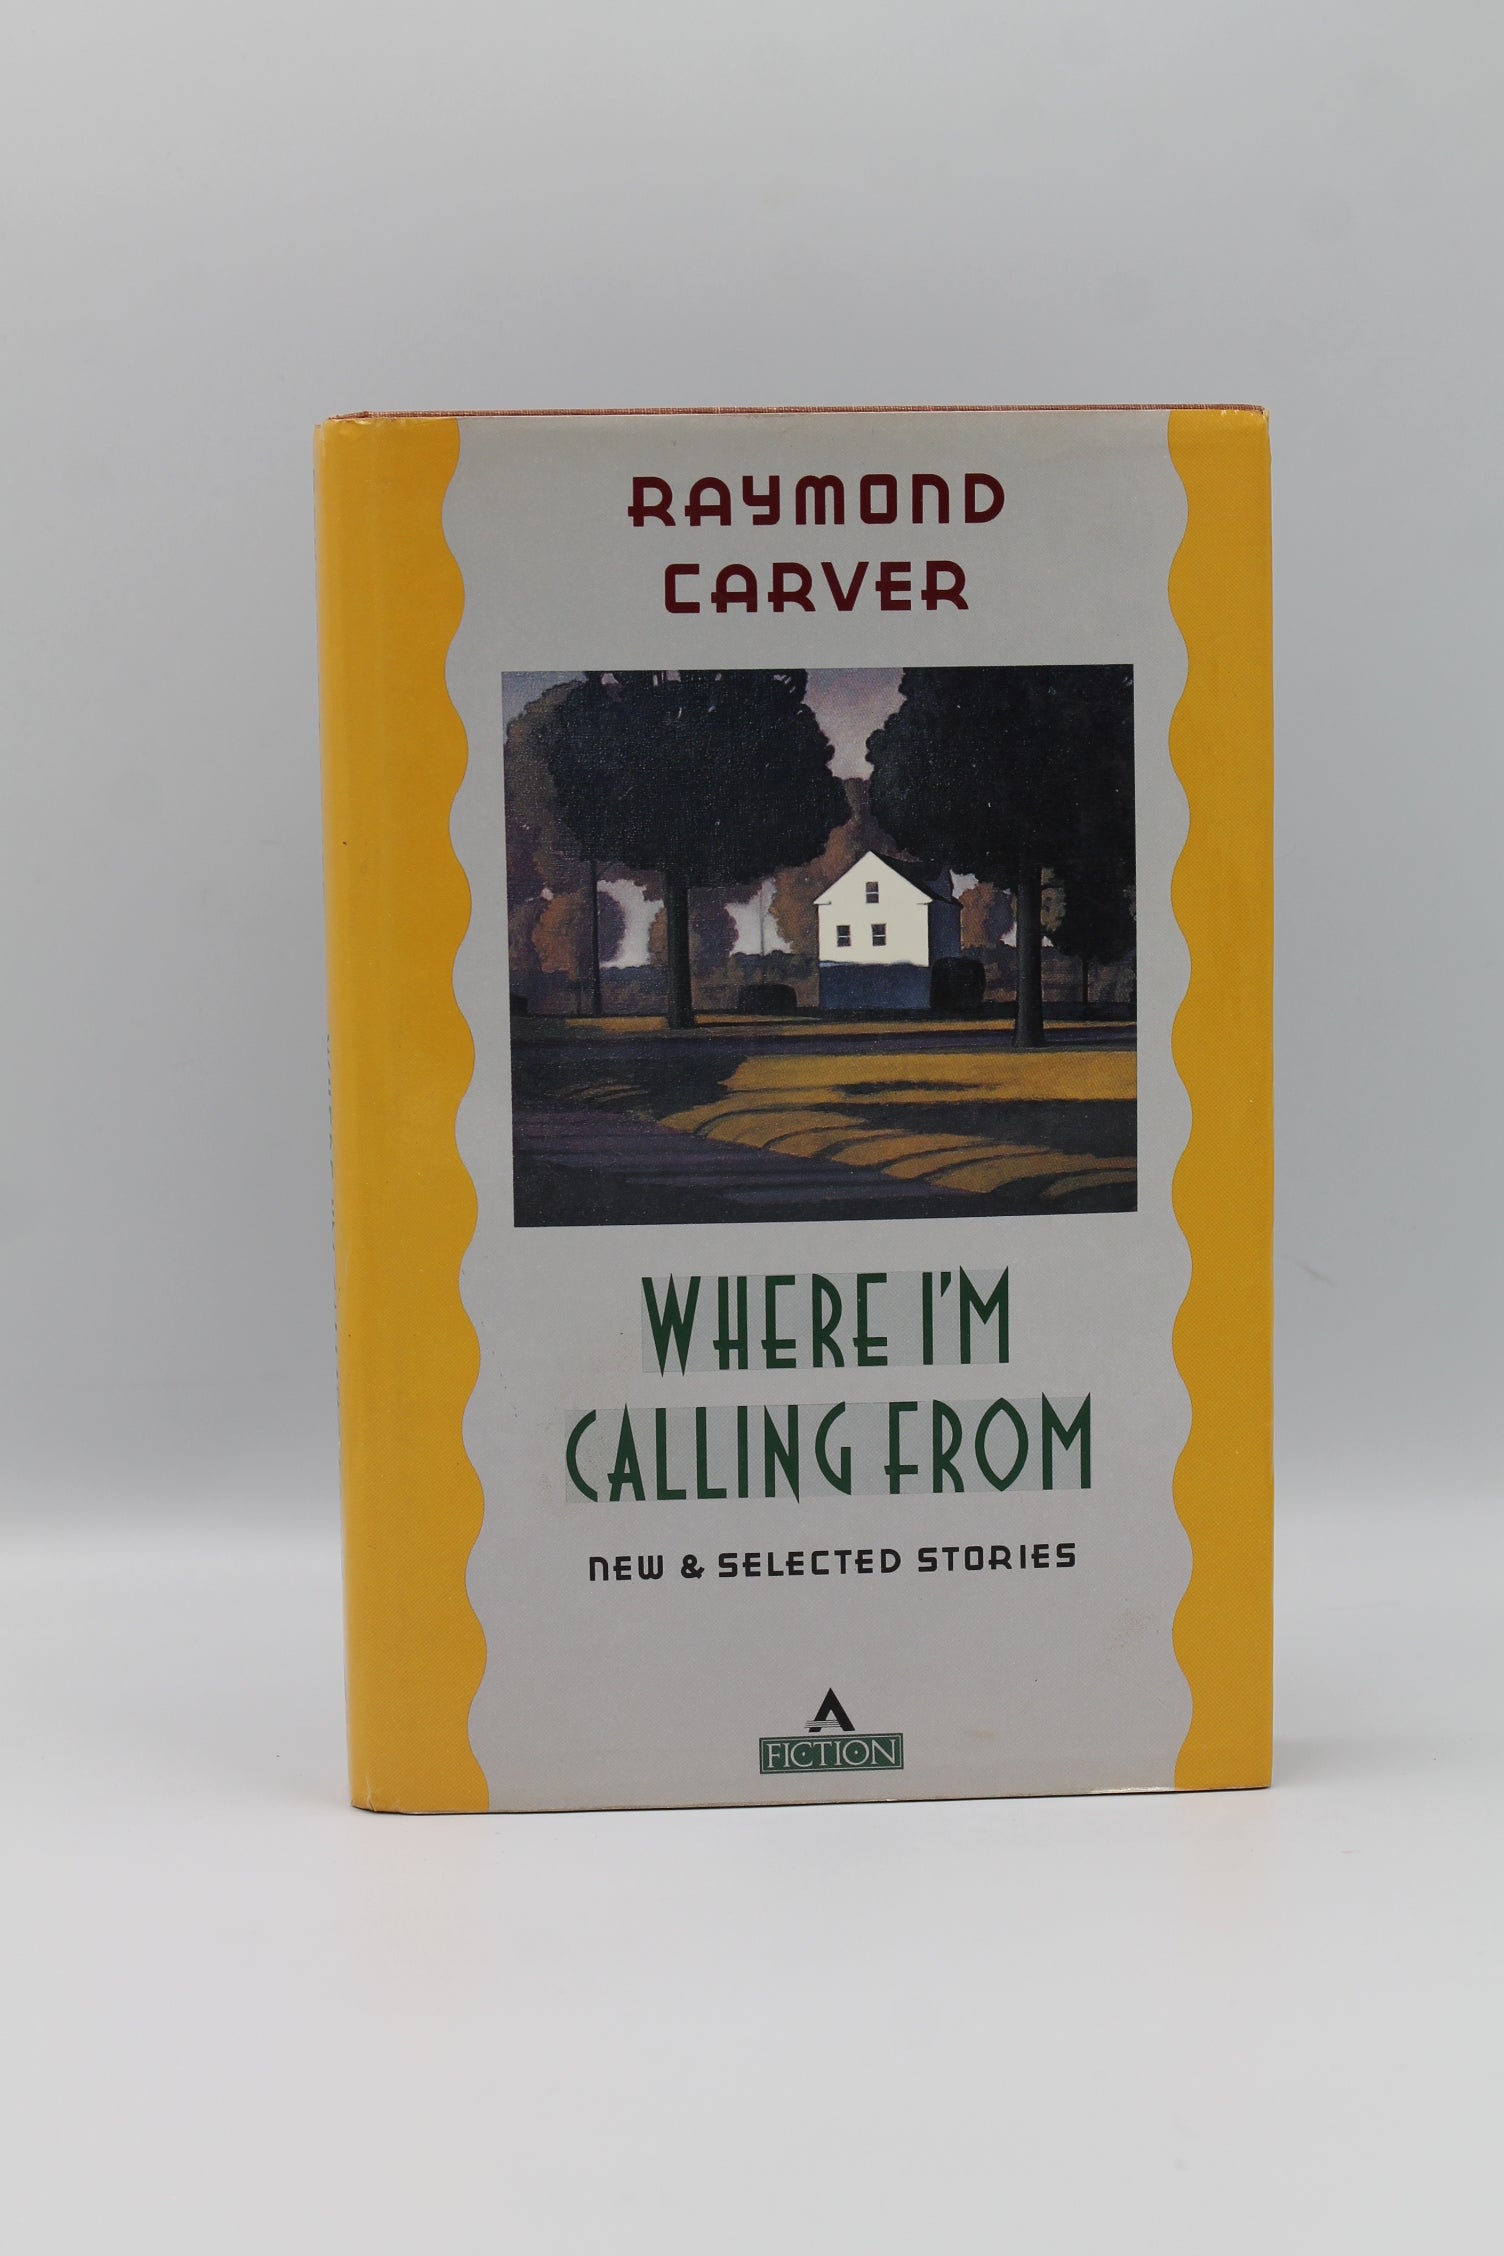 RAYMOND
CARVER
WHERE I'M
CALLING FROM
NEW & SELECTED STORIES
A
FICTION